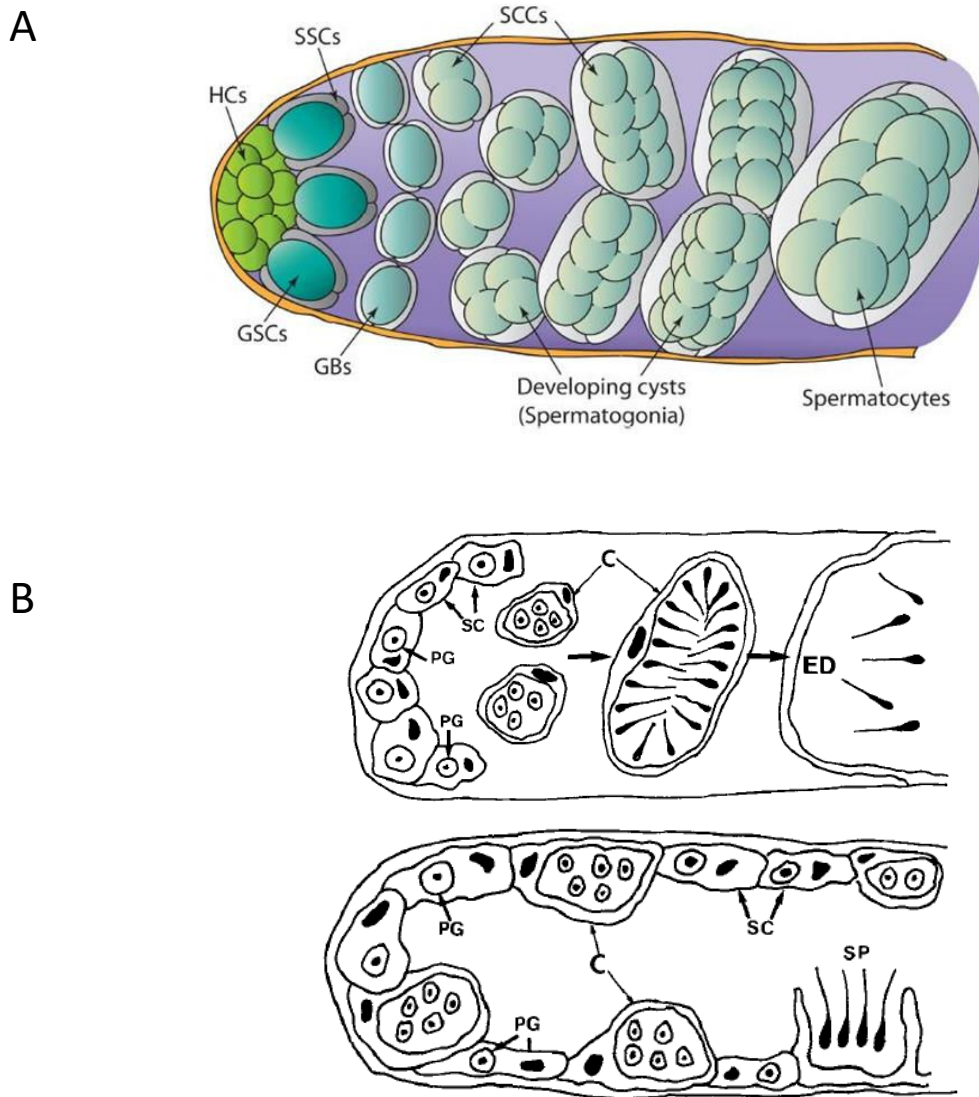 A
SCCs
SSCs
HCs
GSCs
GBs
Developing cysts
(Spermatogonia)
Spermatocytes
B
C
SC
PG
ED
PG
PG
SC
C
SP
PG